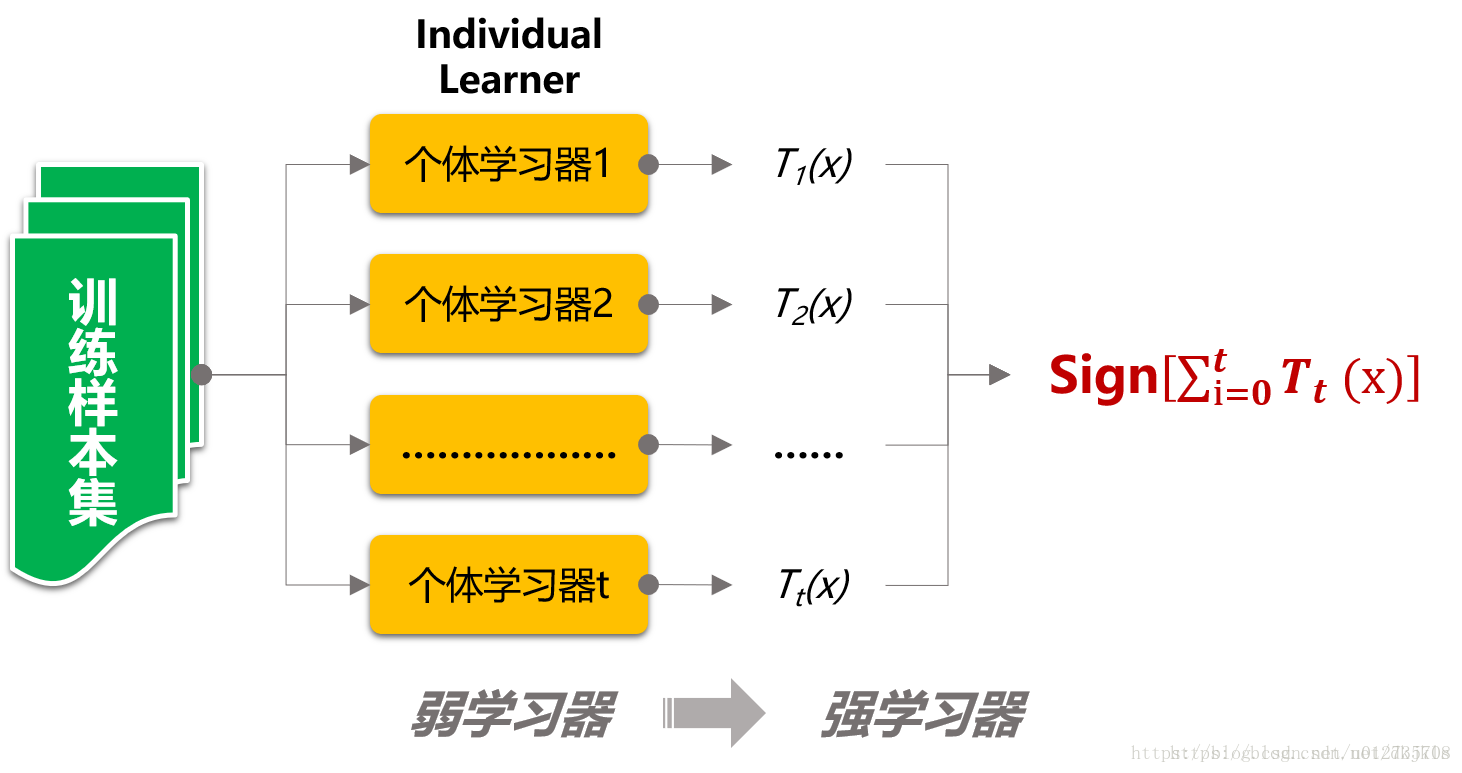 Individual
Learner
训练样本集
个体学习器1
T₁(x)
个体学习器2
T₂(x)
..................
......
个体学习器t
Tₜ(x)
Sign[∑ᵗᵢ₌₀ Tₜ (x)]
弱学习器
强学习器